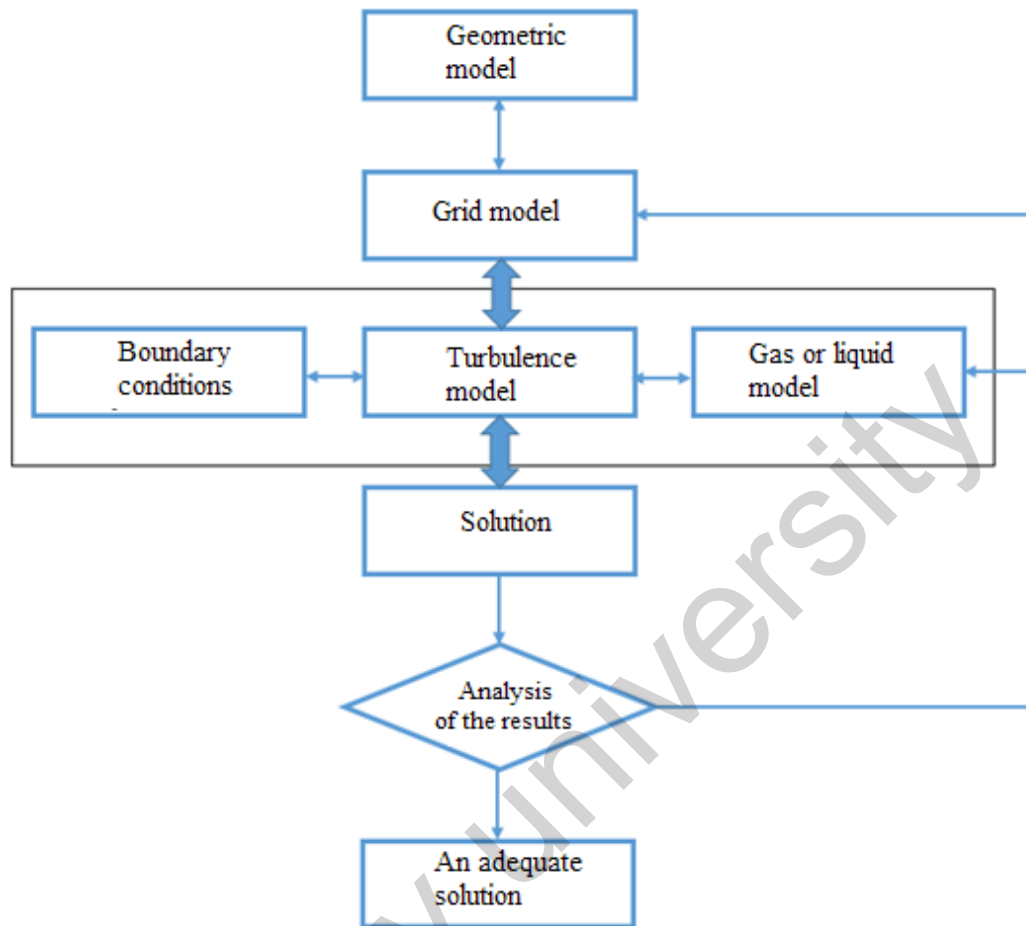 Geometric
model
Grid model
Boundary
conditions
Turbulence
model
Gas or liquid
model
Solution
Analysis
of the results
An adequate
solution
university